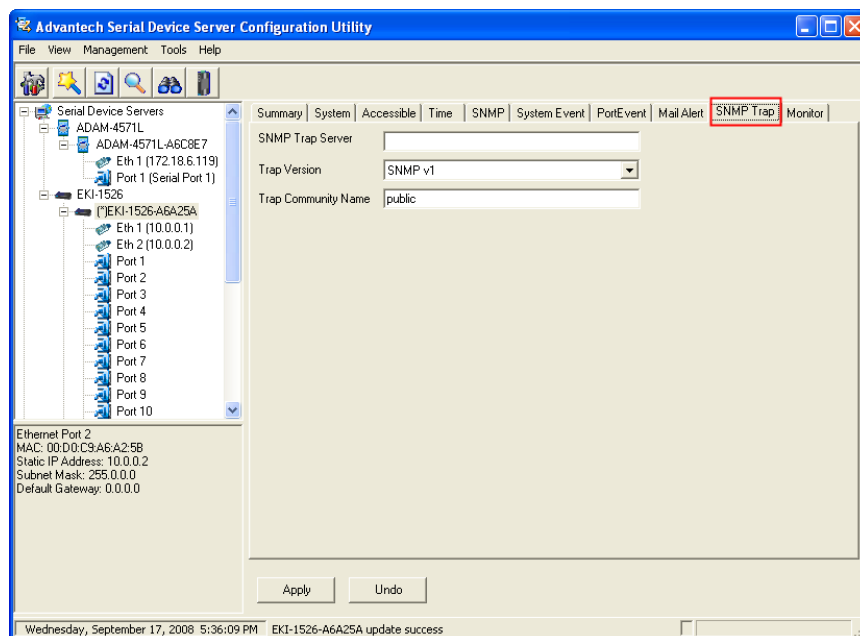 Advantech Serial Device Server Configuration Utility
File View Management Tools Help
Serial Device Servers
ADAM-4571L
ADAM-4571L-A6C8E7
Eth 1 (172.18.6.119)
Port 1 (Serial Port 1)
EKI-1526
(*)EKI-1526-A6A25A
Eth 1 (10.0.0.1)
Eth 2 (10.0.0.2)
Port 1
Port 2
Port 3
Port 4
Port 5
Port 6
Port 7
Port 8
Port 9
Port 10
Ethernet Port 2
MAC: 00:D0:C9:A6:A2:5B
Static IP Address: 10.0.0.2
Subnet Mask: 255.0.0.0
Default Gateway: 0.0.0.0
Summary System Accessible Time SNMP System Event PortEvent Mail Alert SNMP Trap Monitor
SNMP Trap Server
Trap Version SNMP v1
Trap Community Name public
Apply Undo
Wednesday, September 17, 2008 5:36:09 PM EKI-1526-A6A25A update success